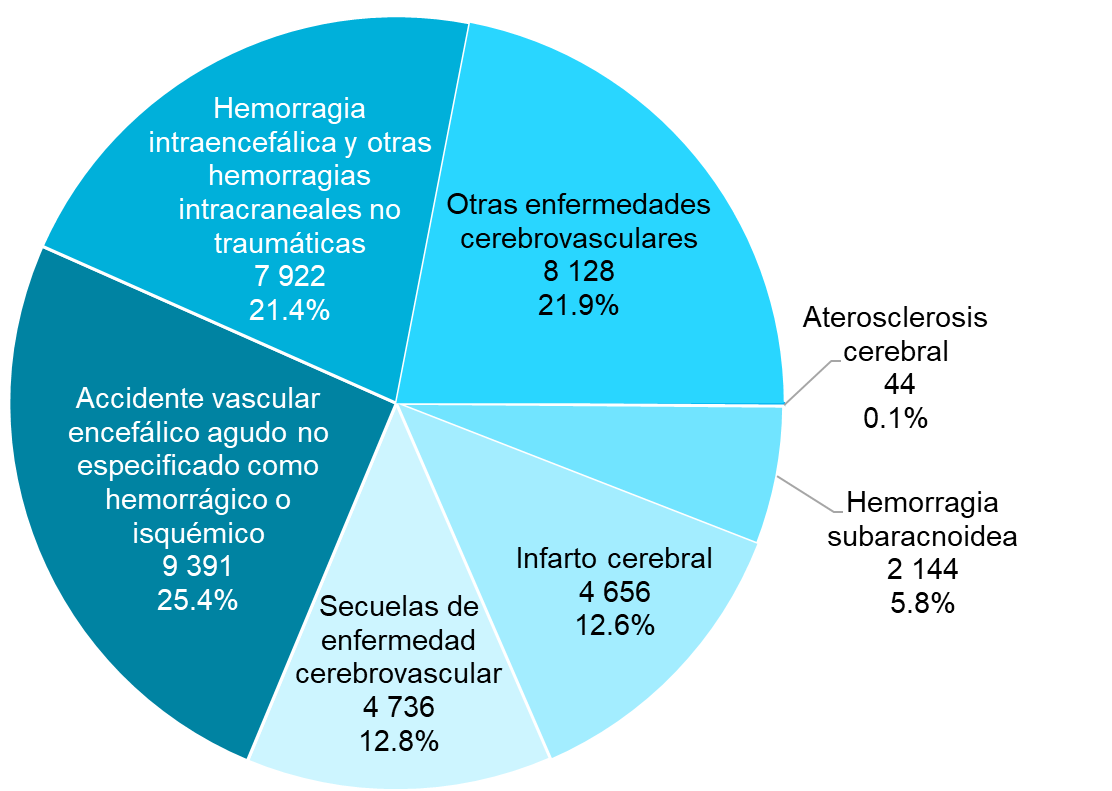 Hemorragia
intraencefálica y otras
hemorragias
intracraneales no
traumáticas
7 922
21.4%
Otras enfermedades
cerebrovasculares
8 128
21.9%
Aterosclerosis
cerebral
44
0.1%
Hemorragia
subaracnoidea
2 144
5.8%
Infarto cerebral
4 656
12.6%
Secuelas de
enfermedad
cerebrovascular
4 736
12.8%
Accidente vascular
encefálico agudo no
especificado como
hemorrágico o
isquémico
9 391
25.4%